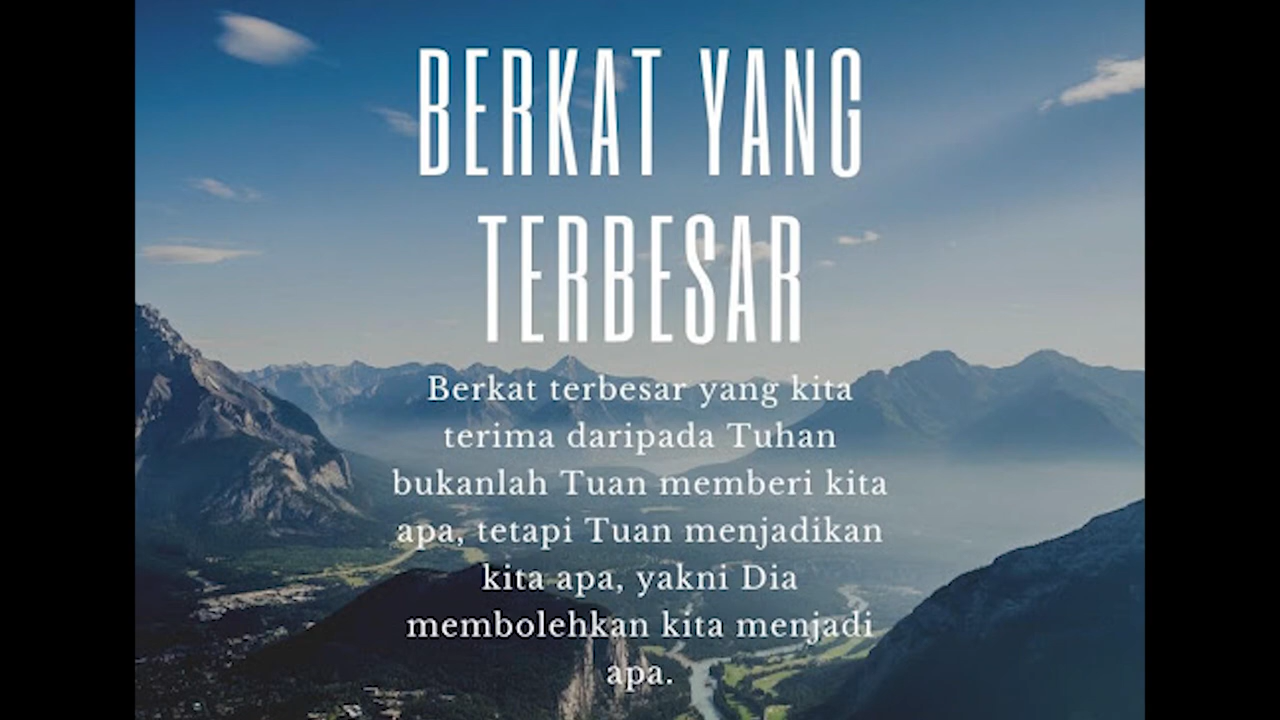 BERKAT YANG
TERBESAR
Berkat terbesar yang kita
terima daripada Tuhan
bukanlah Tuan memberi kita
apa, tetapi Tuan menjadikan
kita apa, yakni Dia
membolehkan kita menjadi
apa.